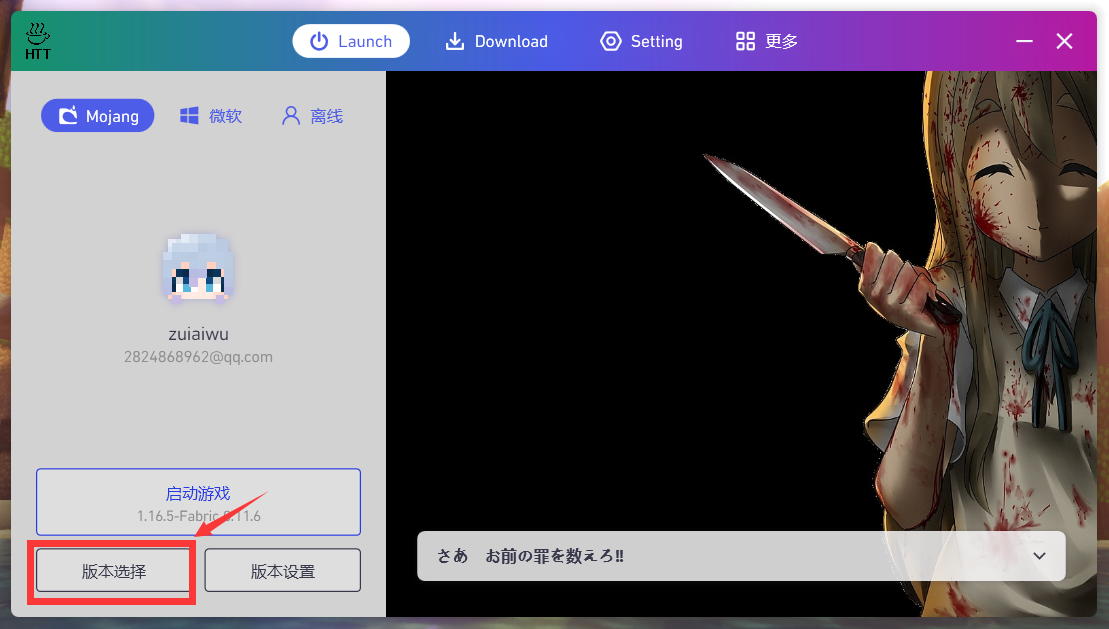 HTT
Launch
Download
Setting
更多
Mojang
微软
离线
zuiaiwu
2824868962@qq.com
启动游戏
1.16.5-Fabric 0.11.6
版本选择
版本设置
さあ　お前の罪を数えろ!!